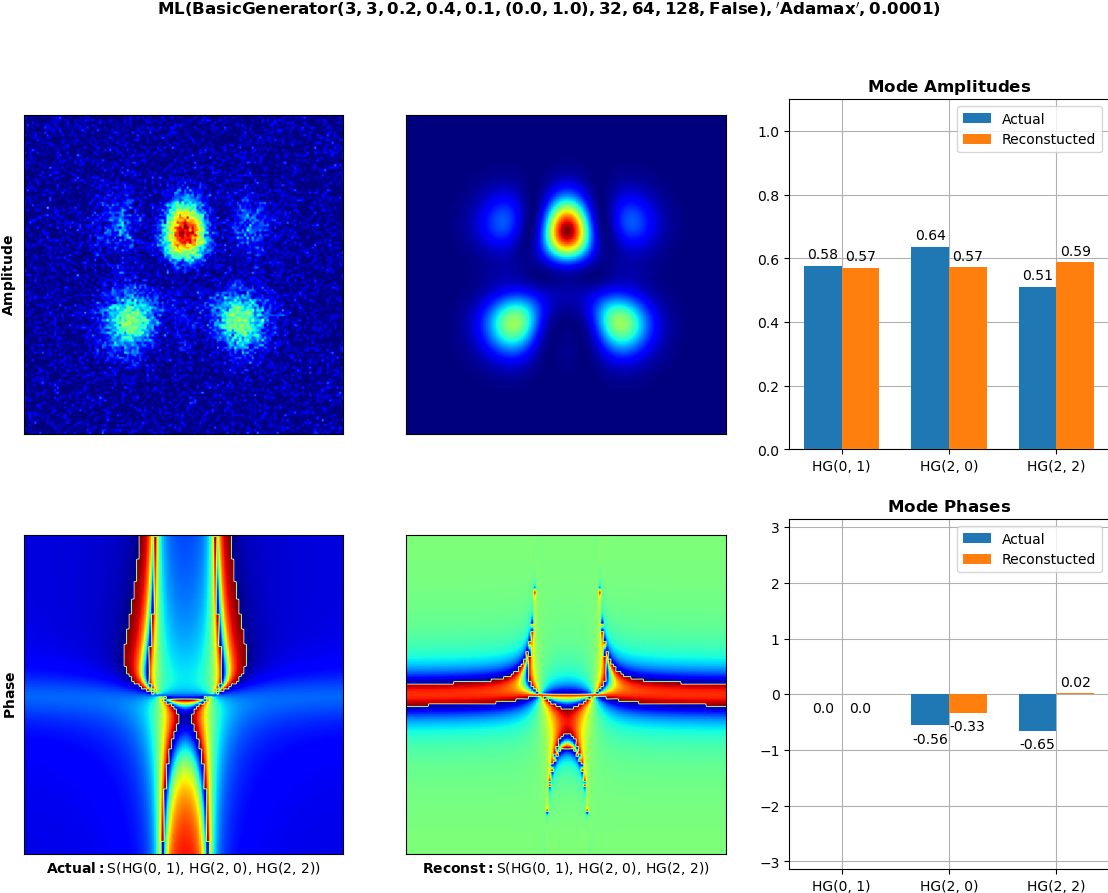 ML(BasicGenerator(3, 3, 0.2, 0.4, 0.1, (0.0, 1.0), 32, 64, 128, False), 'Adamax', 0.0001)
Amplitude
Mode Amplitudes
Actual
Reconstucted
1.0
0.8
0.6
0.4
0.2
0.0
0.58
0.57
0.64
0.57
0.51
0.59
HG(0, 1)
HG(2, 0)
HG(2, 2)
Phase
Actual: S(HG(0, 1), HG(2, 0), HG(2, 2))
Reconst: S(HG(0, 1), HG(2, 0), HG(2, 2))
Mode Phases
Actual
Reconstucted
3
2
1
0
−1
−2
−3
0.0
0.0
-0.56
-0.33
-0.65
0.02
HG(0, 1)
HG(2, 0)
HG(2, 2)